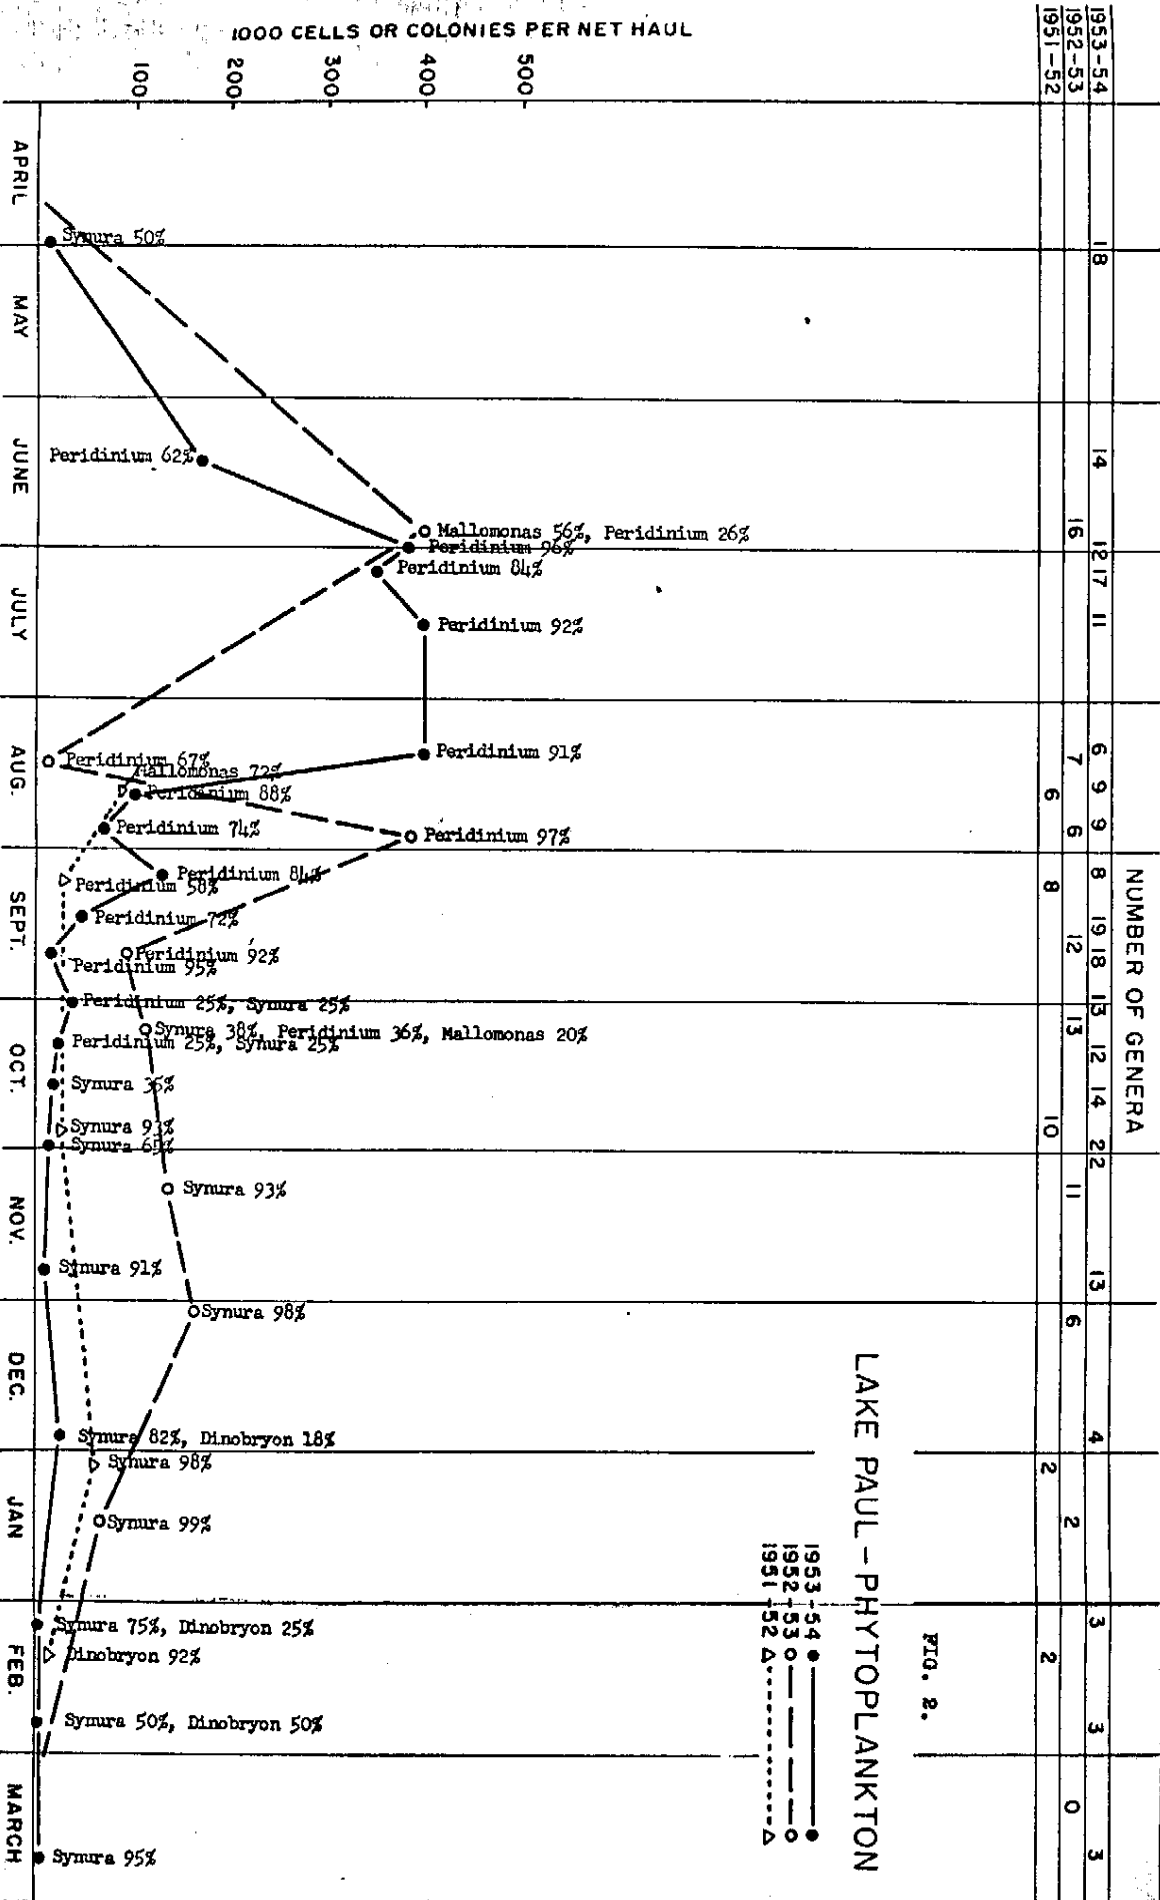 1000 CELLS OR COLONIES PER NET HAUL
100
200
300
400
500
1953-54
1952-53
1951-52
NUMBER OF GENERA
APRIL
MAY
JUNE
JULY
AUG.
SEPT.
OCT.
NOV.
DEC.
JAN
FEB.
MARCH
Synura 50%
Peridinium 62%
Mallomonas 56%, Peridinium 26%
Peridinium 96%
Peridinium 84%
Peridinium 92%
Peridinium 91%
Peridinium 67%
Mallomonas 72%
Peridinium 88%
Peridinium 74%
Peridinium 97%
Peridinium 84%
Peridinium 58%
Peridinium 72%
Peridinium 92%
Peridinium 95%
Peridinium 25%, Synura 25%
Synura 38%, Peridinium 36%, Mallomonas 20%
Peridinium 25%, Synura 25%
Synura 36%
Synura 93%
Synura 65%
Synura 93%
Synura 91%
Synura 98%
Synura 82%, Dinobryon 18%
Synura 98%
Synura 99%
Synura 75%, Dinobryon 25%
Dinobryon 92%
Synura 50%, Dinobryon 50%
Synura 95%
18
14
12
17
11
6
9
9
8
19
18
13
12
14
22
13
4
3
3
3
16
7
6
12
13
11
6
2
0
6
8
10
2
2
FIG. 2.
LAKE PAUL - PHYTOPLANKTON
1953-54
1952-53
1951-52